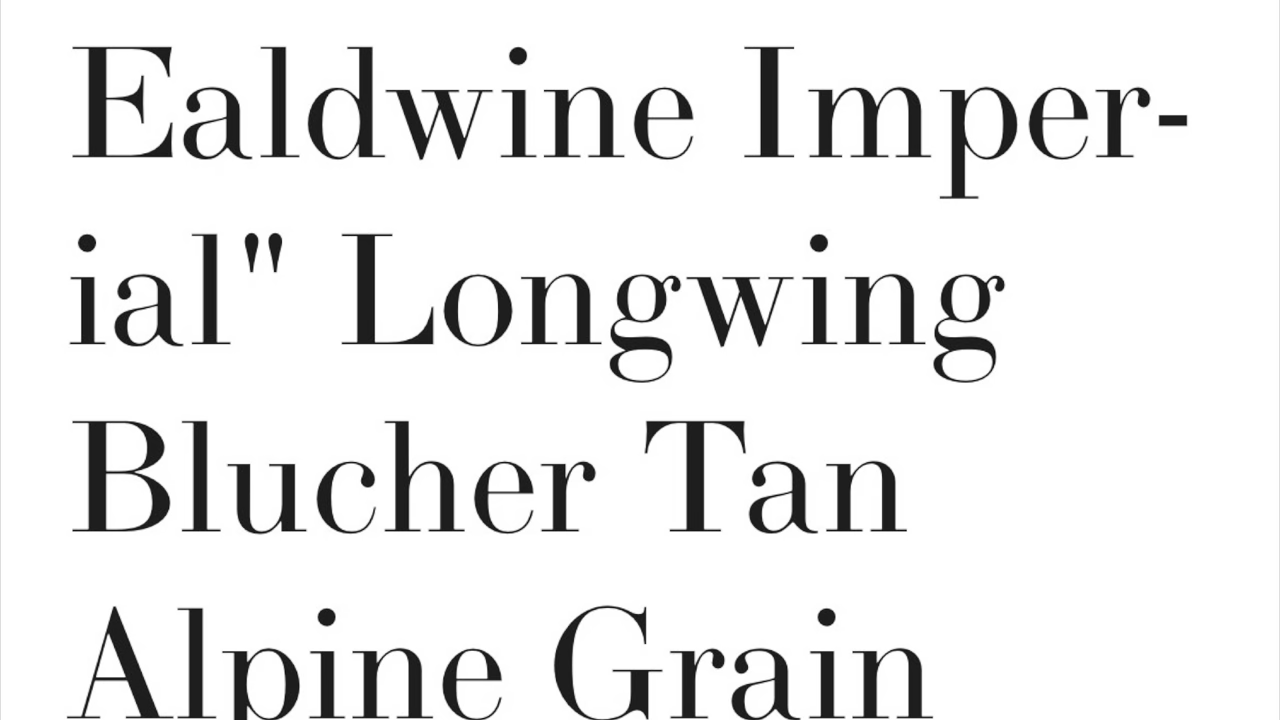 Ealdwine Imper-
ial" Longwing
Blucher Tan
Alpine Grain